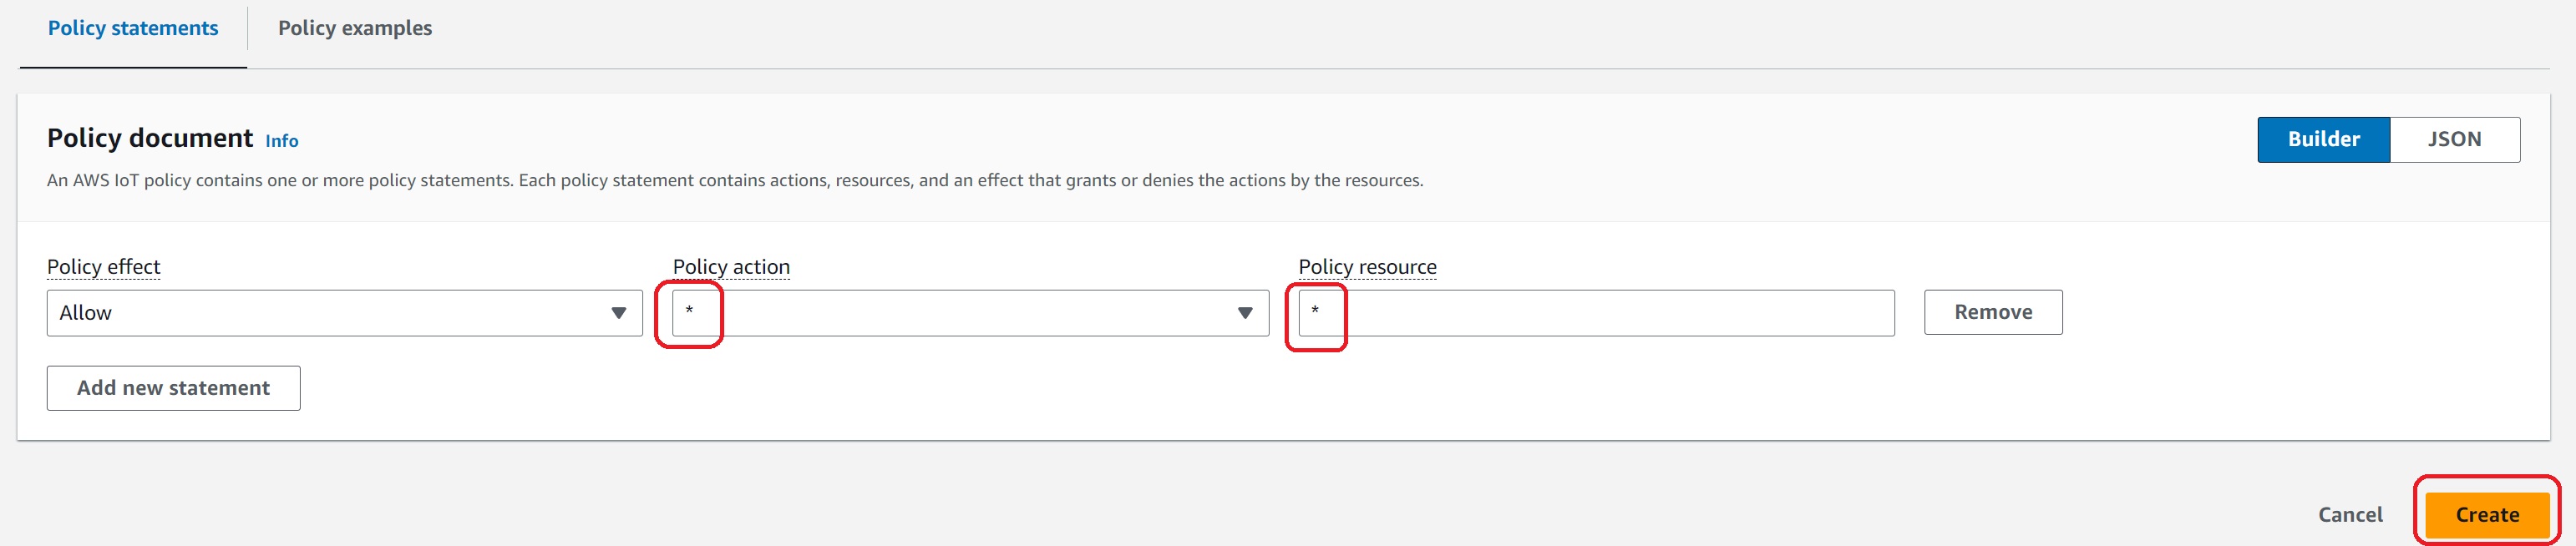 Policy statements
Policy examples
Policy document Info
Builder
JSON
An AWS IoT policy contains one or more policy statements. Each policy statement contains actions, resources, and an effect that grants or denies the actions by the resources.
Policy effect
Policy action
Policy resource
Allow
*
*
Remove
Add new statement
Cancel
Create